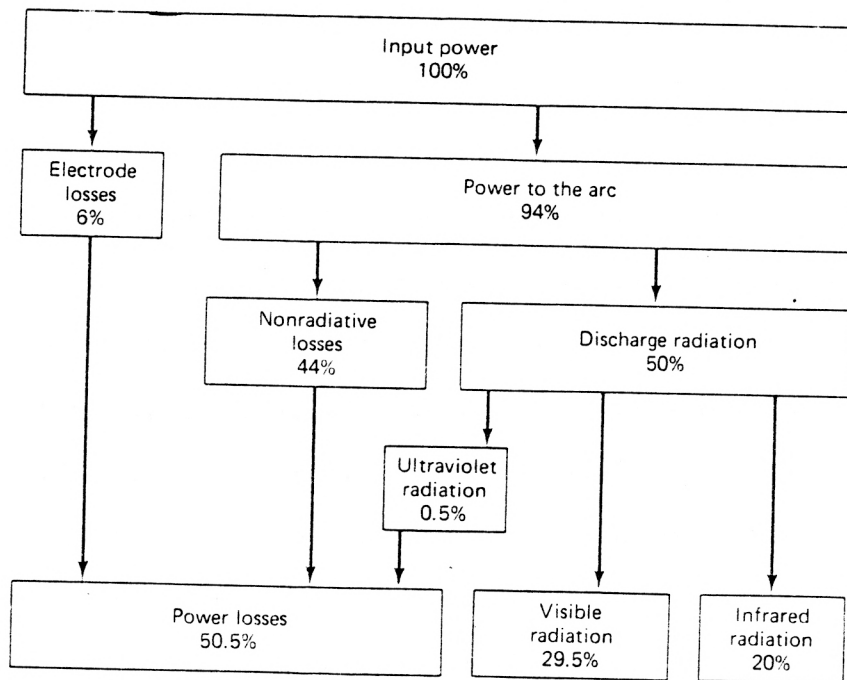 Input power
100%
Electrode
losses
6%
Power to the arc
94%
Nonradiative
losses
44%
Discharge radiation
50%
Ultraviolet
radiation
0.5%
Power losses
50.5%
Visible
radiation
29.5%
Infrared
radiation
20%